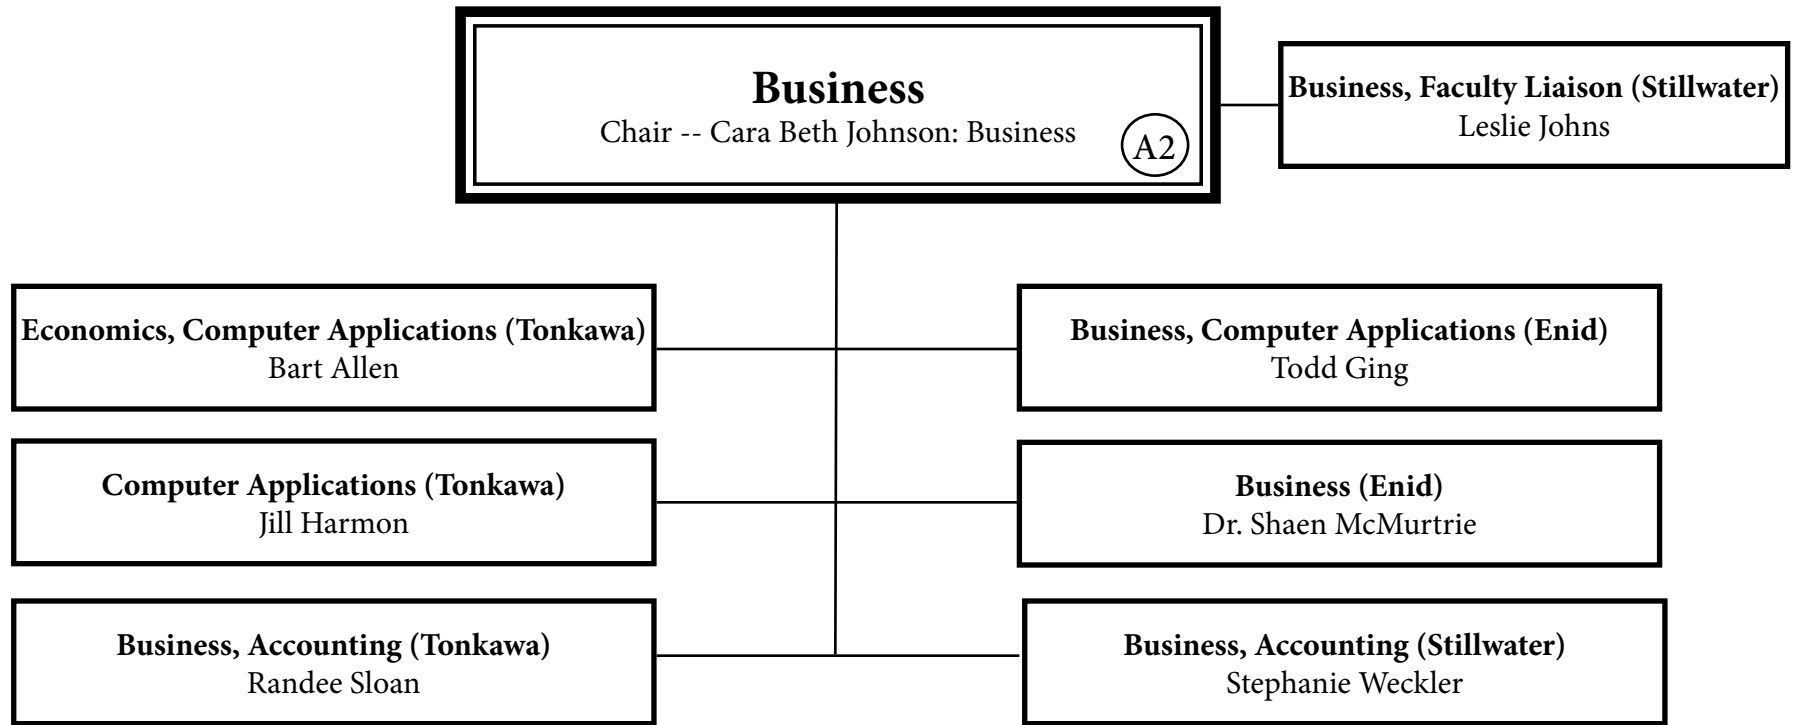 Business
Chair -- Cara Beth Johnson: Business
A2
Business, Faculty Liaison (Stillwater)
Leslie Johns
Economics, Computer Applications (Tonkawa)
Bart Allen
Business, Computer Applications (Enid)
Todd Ging
Computer Applications (Tonkawa)
Jill Harmon
Business (Enid)
Dr. Shaen McMurtrie
Business, Accounting (Tonkawa)
Randee Sloan
Business, Accounting (Stillwater)
Stephanie Weckler